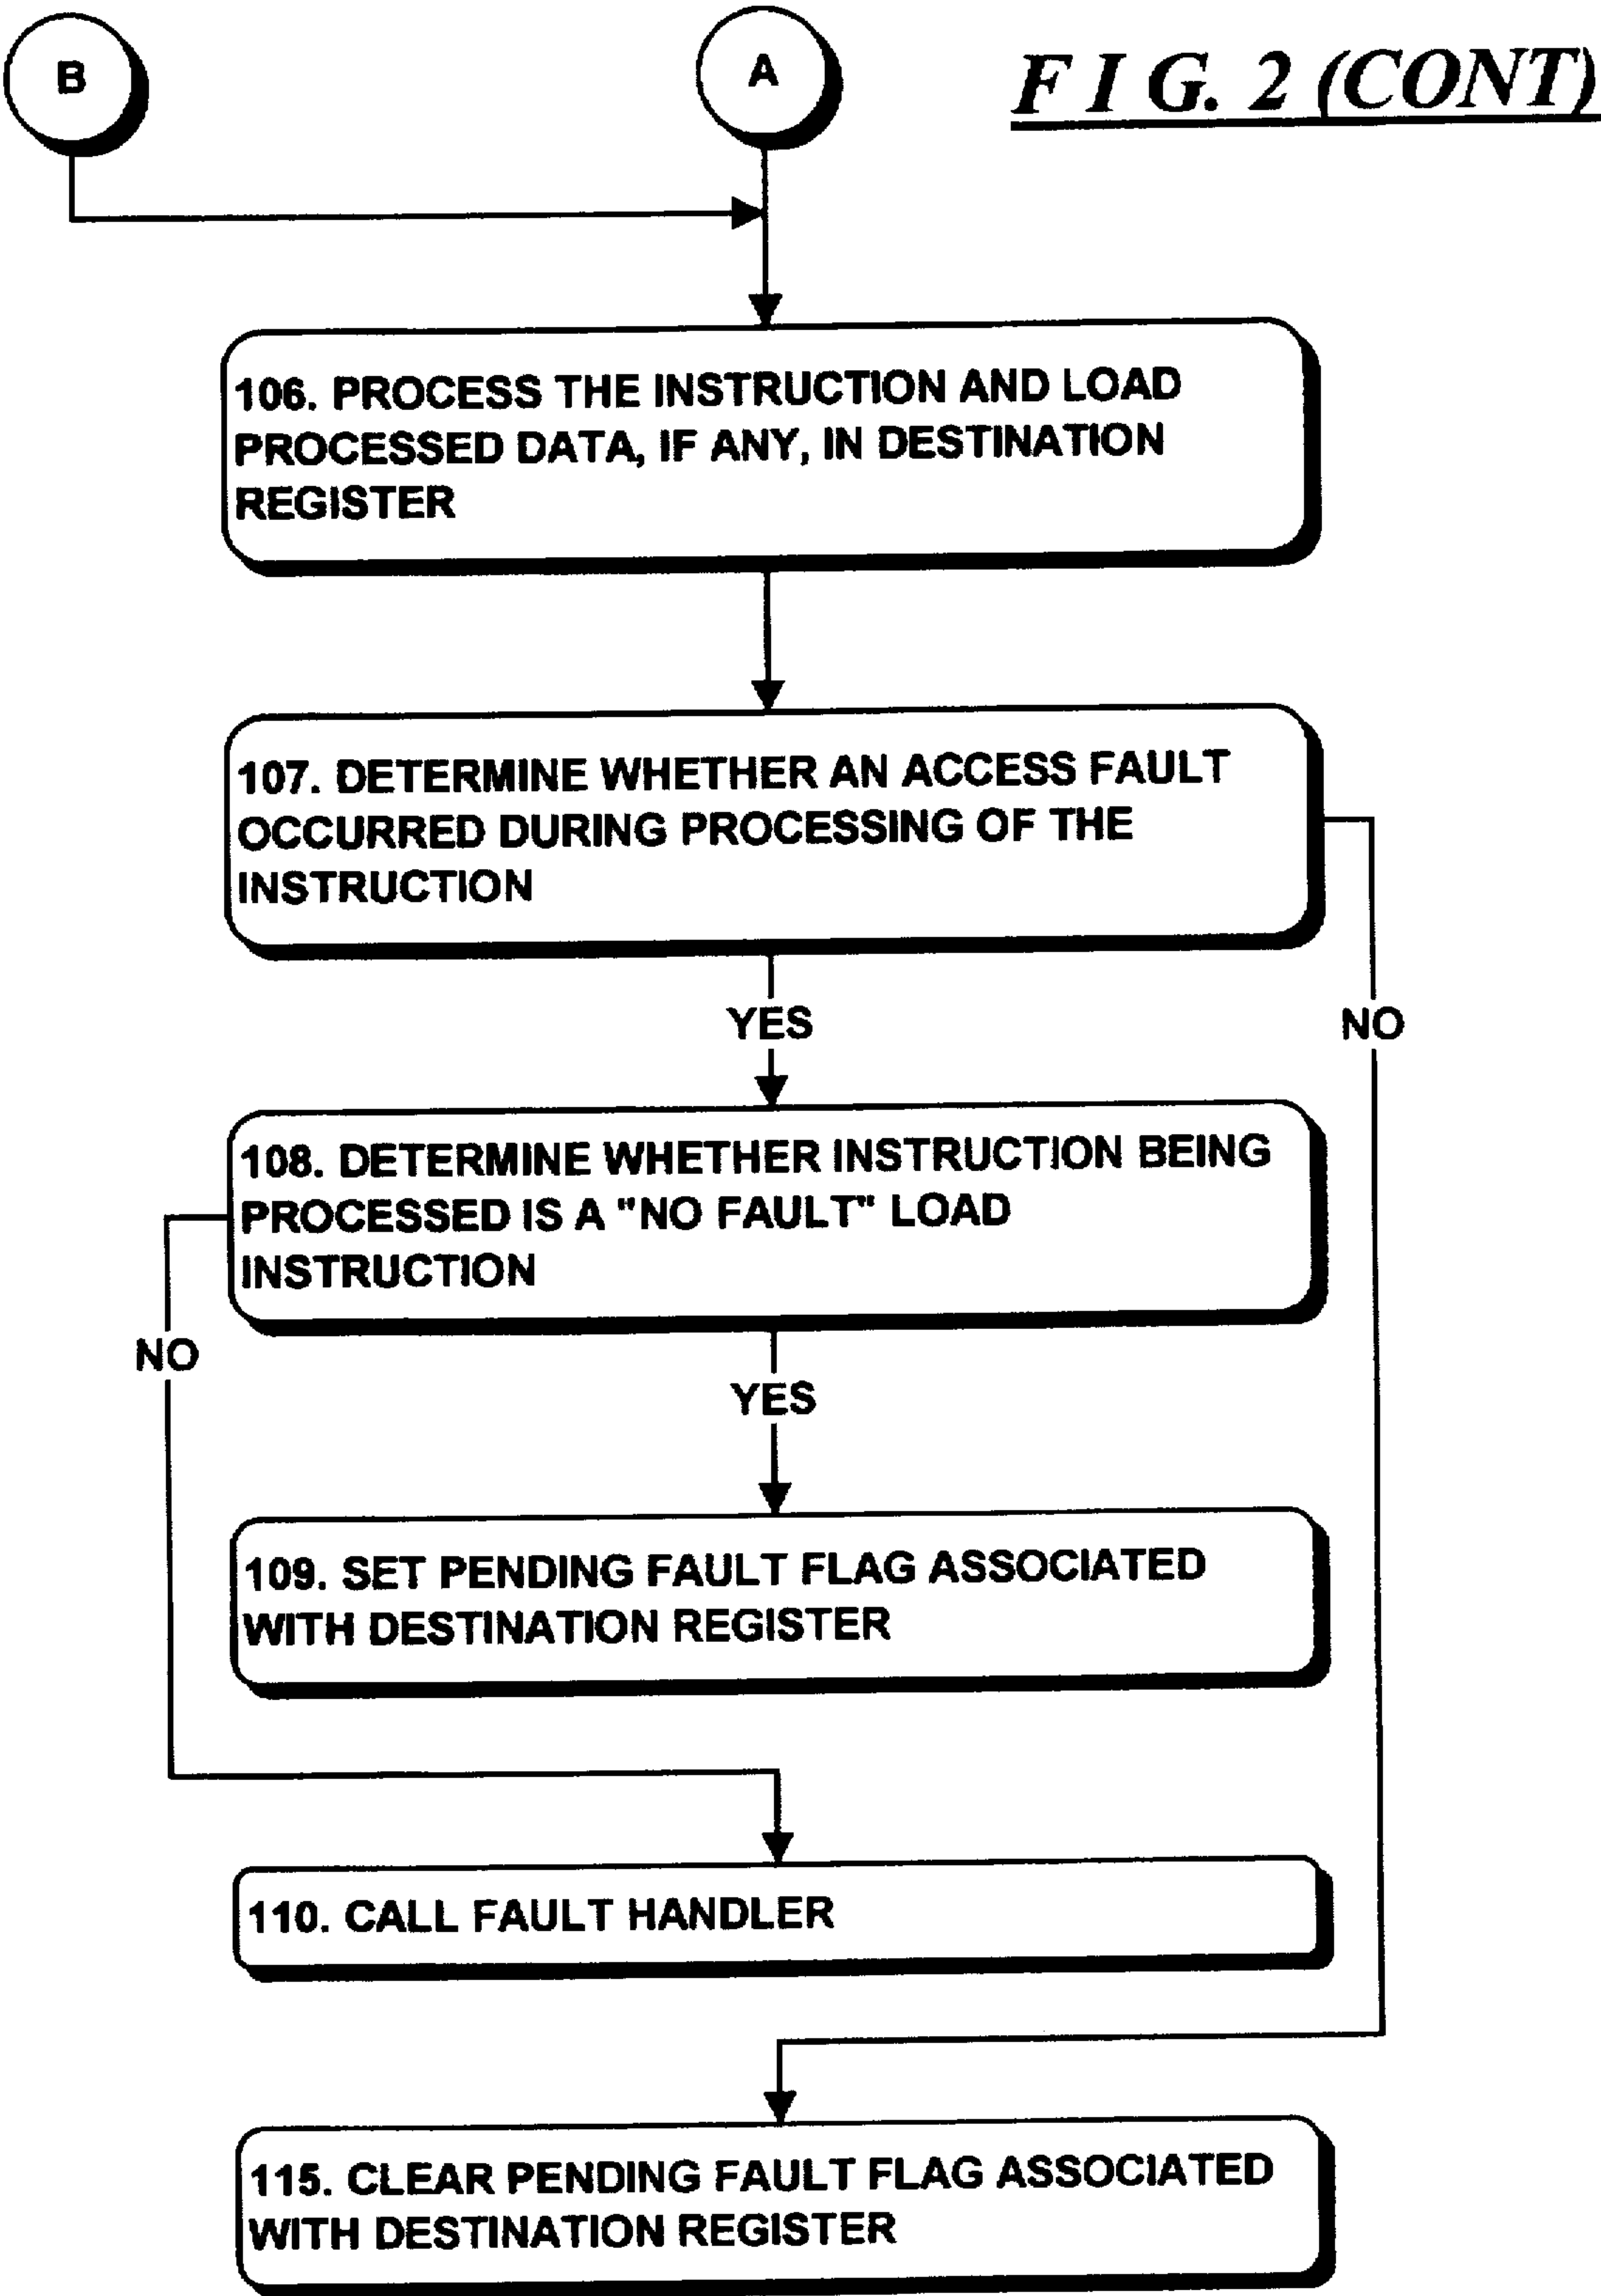 B
A
F I G. 2 (CONT)
106. PROCESS THE INSTRUCTION AND LOAD
PROCESSED DATA, IF ANY, IN DESTINATION
REGISTER
107. DETERMINE WHETHER AN ACCESS FAULT
OCCURRED DURING PROCESSING OF THE
INSTRUCTION
YES
NO
108. DETERMINE WHETHER INSTRUCTION BEING
PROCESSED IS A "NO FAULT" LOAD
INSTRUCTION
NO
YES
109. SET PENDING FAULT FLAG ASSOCIATED
WITH DESTINATION REGISTER
110. CALL FAULT HANDLER
115. CLEAR PENDING FAULT FLAG ASSOCIATED
WITH DESTINATION REGISTER